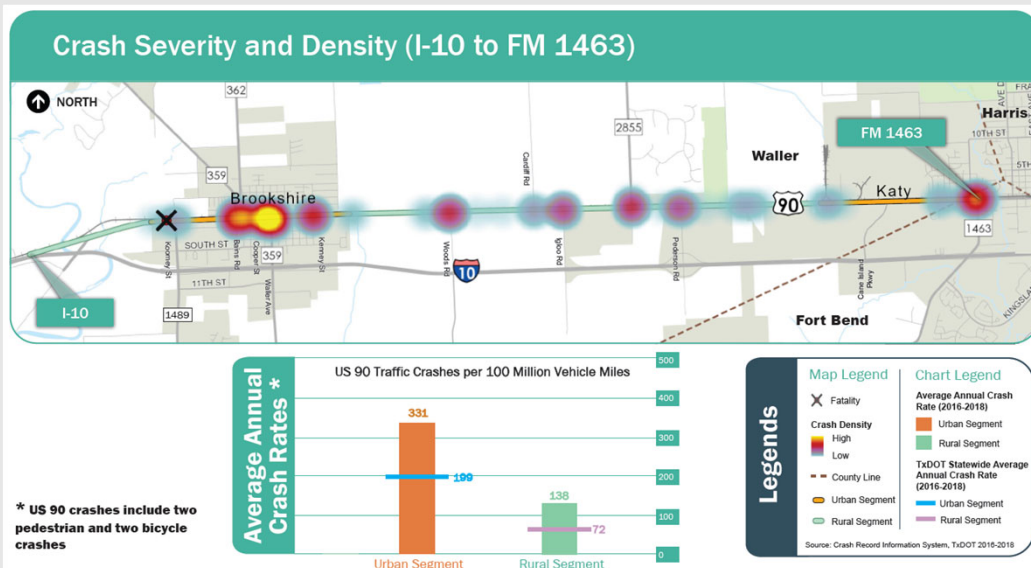 Crash Severity and Density (I-10 to FM 1463)
NORTH
362
359
Brookshire
2855
Cardiff Rd
Waller
FM 1463
Harris
10TH ST
5TH
90
Katy
Koomey St
SOUTH ST
Bains Rd
Cooper St
359
Waller Ave
Kenney St
11TH ST
Woods Rd
10
Igloo Rd
Pederson Rd
Cane Island
Pkwy
1463
I-10
1489
Fort Bend
Average Annual
Crash Rates *
US 90 Traffic Crashes per 100 Million Vehicle Miles
500
400
300
200
100
0
331
199
138
72
Urban Segment
Rural Segment
* US 90 crashes include two
pedestrian and two bicycle
crashes
Legends
Map Legend
Fatality
Crash Density
High
Low
County Line
Urban Segment
Rural Segment
Chart Legend
Average Annual Crash
Rate (2016-2018)
Urban Segment
Rural Segment
TxDOT Statewide Average
Annual Crash Rate
(2016-2018)
Urban Segment
Rural Segment
Source: Crash Record Information System, TxDOT 2016-2018